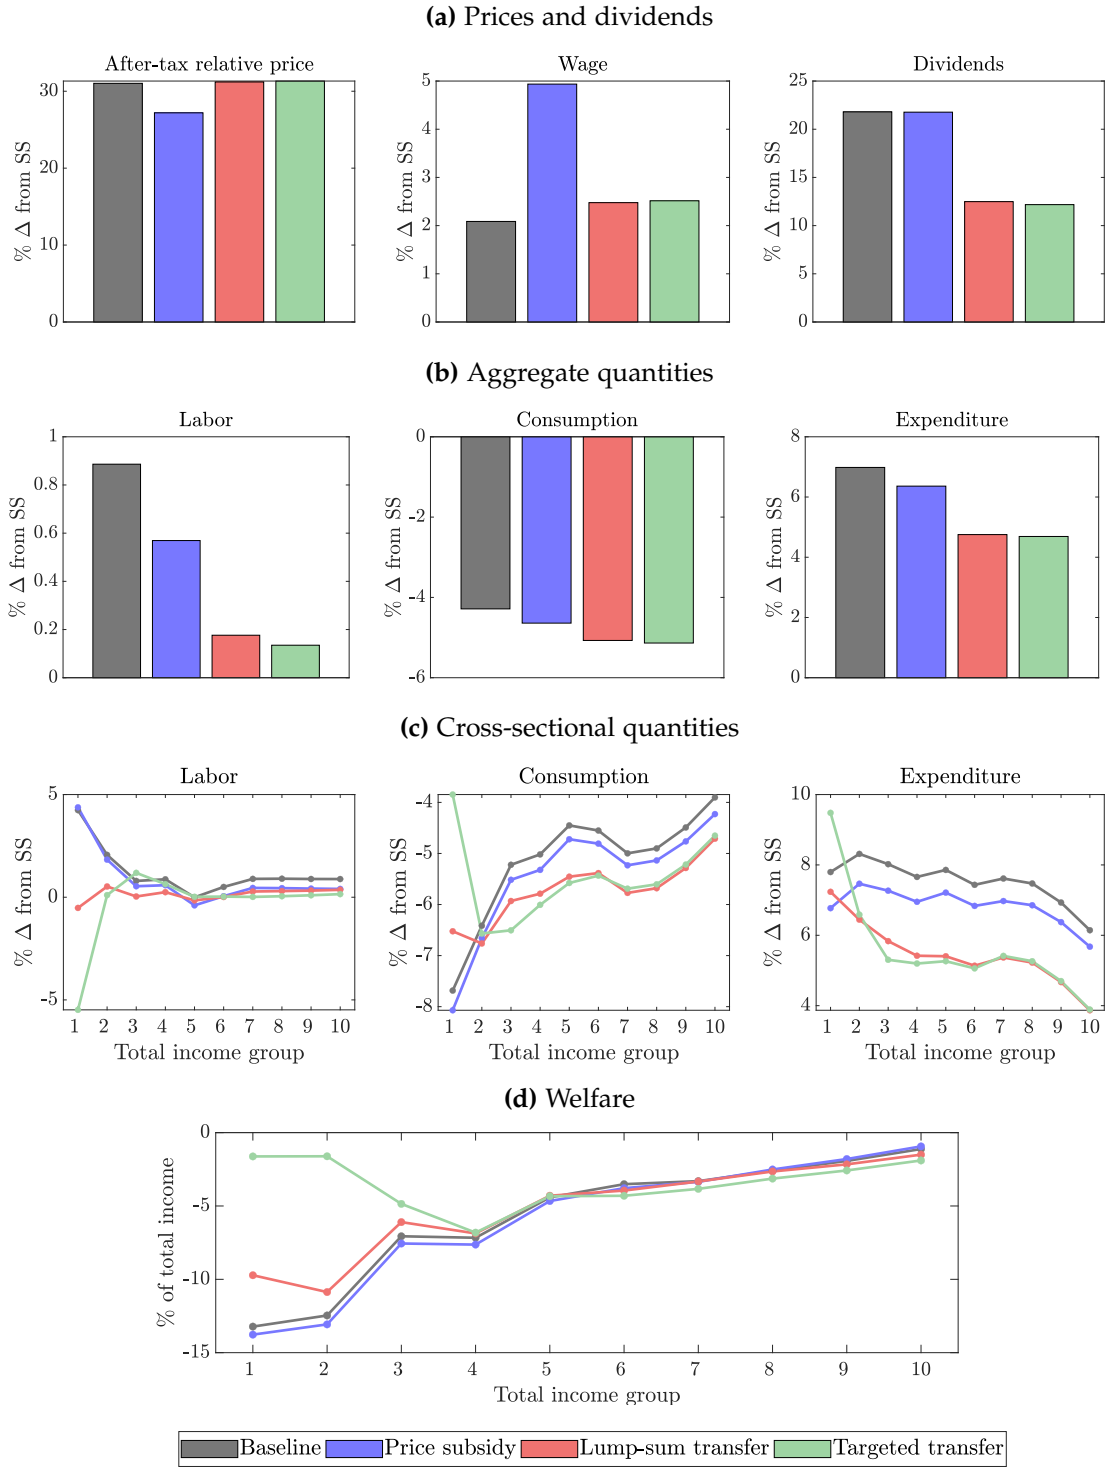 (a) Prices and dividends
After-tax relative price
Wage
Dividends
% Δ from SS
30
20
10
0
% Δ from SS
5
4
3
2
1
0
% Δ from SS
25
20
15
10
5
0
(b) Aggregate quantities
Labor
Consumption
Expenditure
% Δ from SS
1
0.8
0.6
0.4
0.2
0
% Δ from SS
0
-2
-4
-6
% Δ from SS
8
6
4
2
0
(c) Cross-sectional quantities
Labor
Consumption
Expenditure
% Δ from SS
5
0
-5
1 2 3 4 5 6 7 8 9 10
Total income group
% Δ from SS
-4
-5
-6
-7
-8
1 2 3 4 5 6 7 8 9 10
Total income group
% Δ from SS
10
8
6
4
1 2 3 4 5 6 7 8 9 10
Total income group
(d) Welfare
% of total income
0
-5
-10
-15
1 2 3 4 5 6 7 8 9 10
Total income group
Baseline Price subsidy Lump-sum transfer Targeted transfer